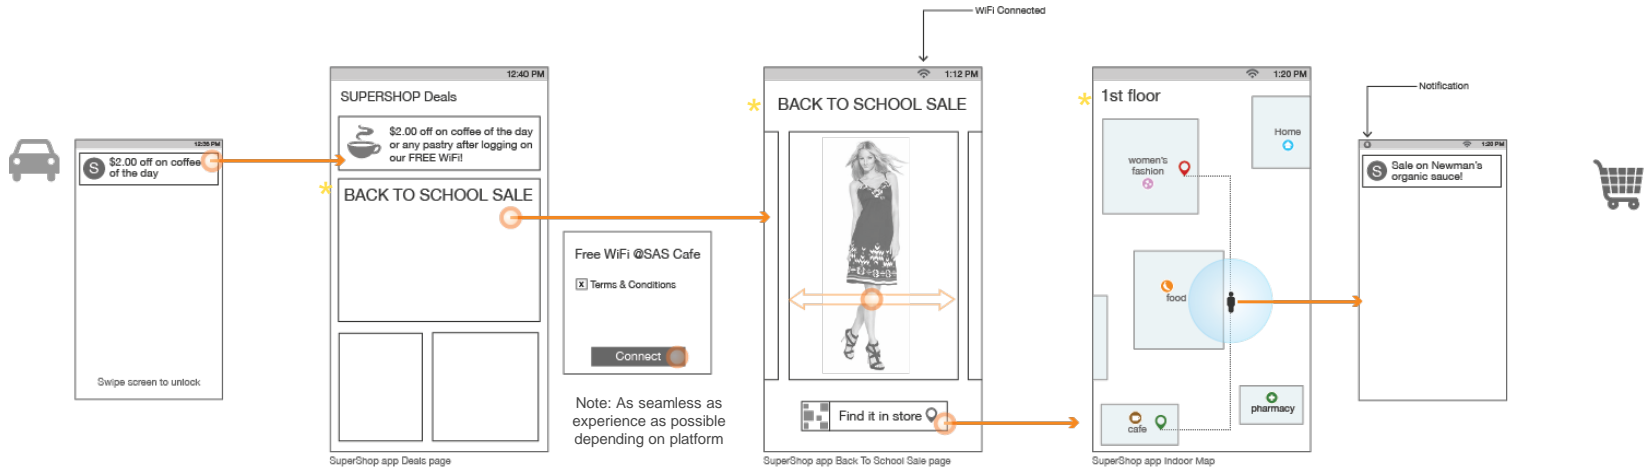 WiFi Connected
12:35 PM
S
$2.00 off on coffee
of the day
Swipe screen to unlock
12:40 PM
SUPERSHOP Deals
$2.00 off on coffee of the day
or any pastry after logging on
our FREE WiFi!
*
BACK TO SCHOOL SALE
SuperShop app Deals page
Free WiFi @SAS Cafe
x Terms & Conditions
Connect
Note: As seamless as
experience as possible
depending on platform
1:12 PM
*
BACK TO SCHOOL SALE
Find it in store
SuperShop app Back To School Sale page
1:20 PM
*
1st floor
Home
women's
fashion
food
pharmacy
cafe
SuperShop app Indoor Map
Notification
1:20 PM
S
Sale on Newman's
organic sauce!